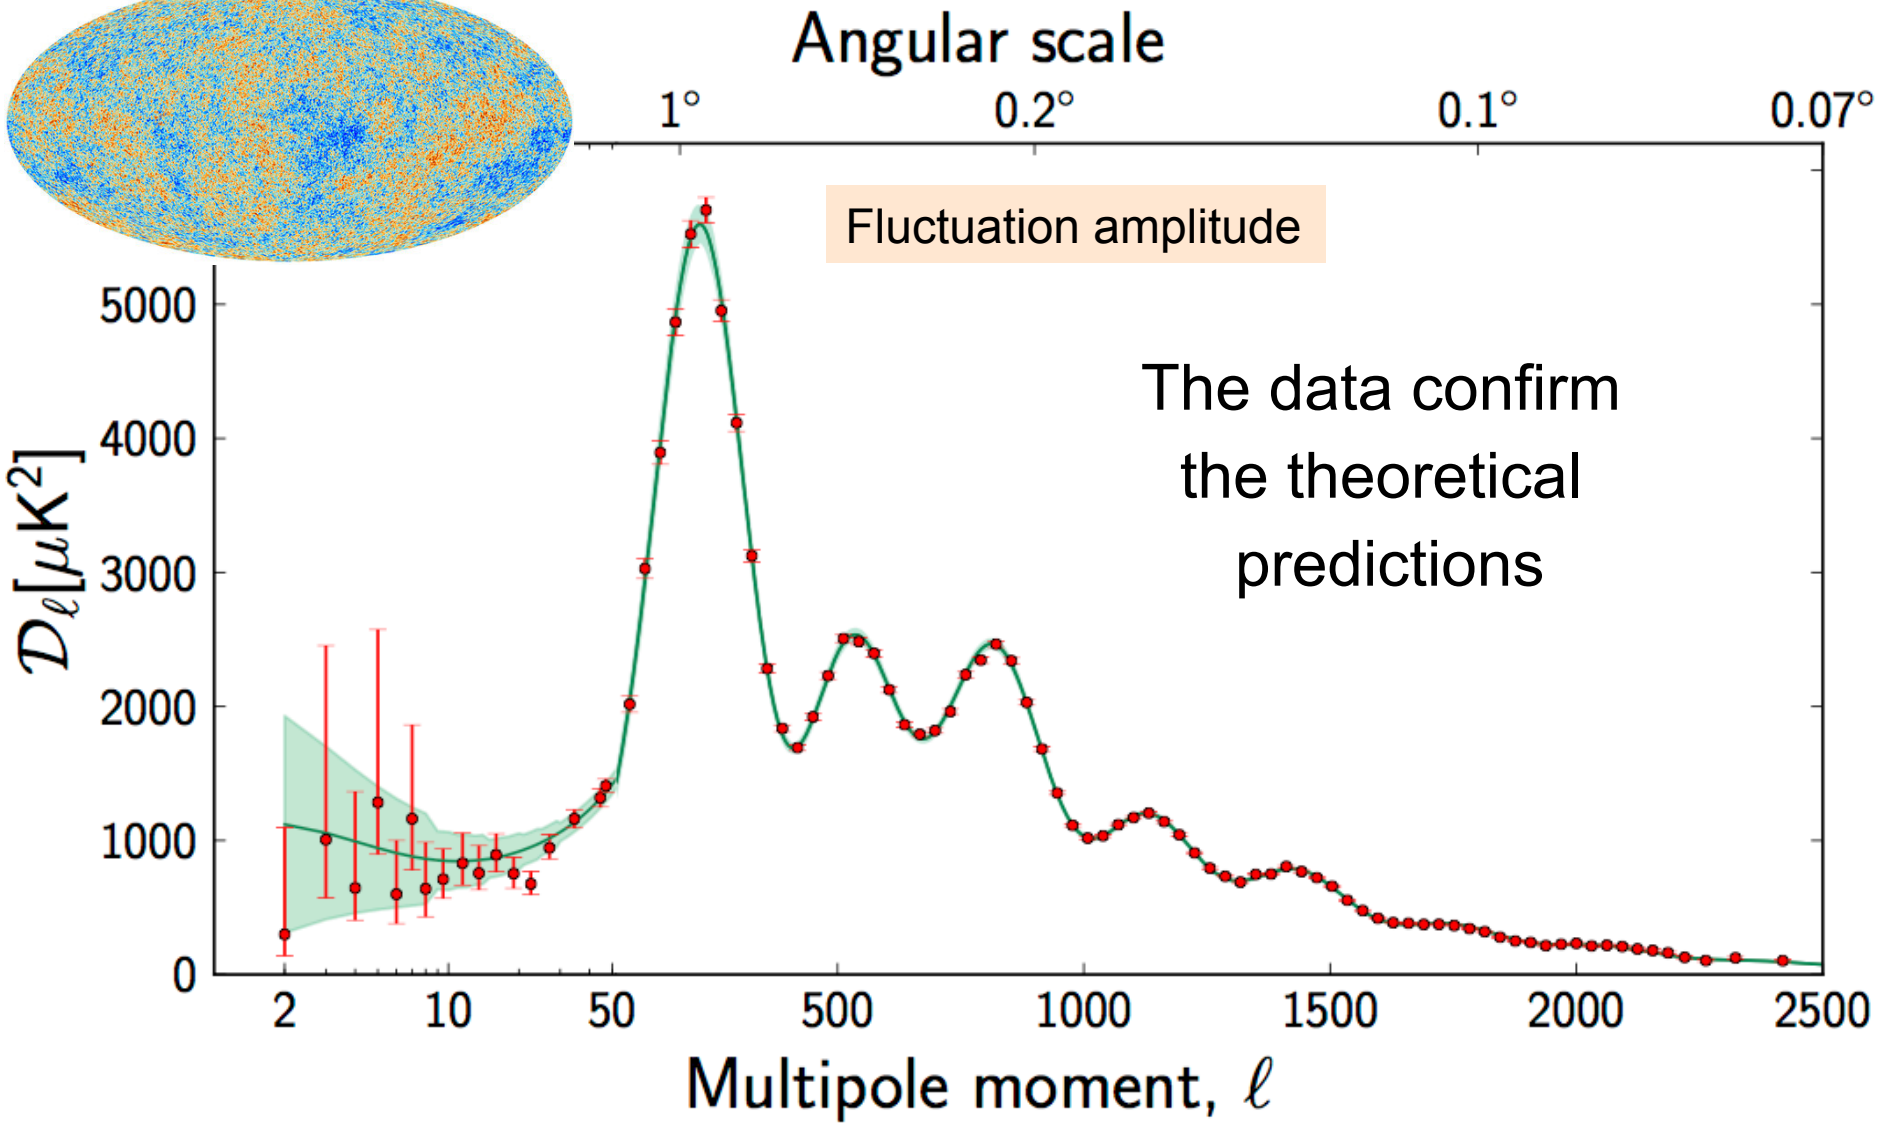 Angular scale
1° 0.2° 0.1° 0.07°
Fluctuation amplitude
The data confirm
the theoretical
predictions
5000
4000
3000
2000
1000
0
𝒟ℓ[μK²]
2 10 50 500 1000 1500 2000 2500
Multipole moment, ℓ